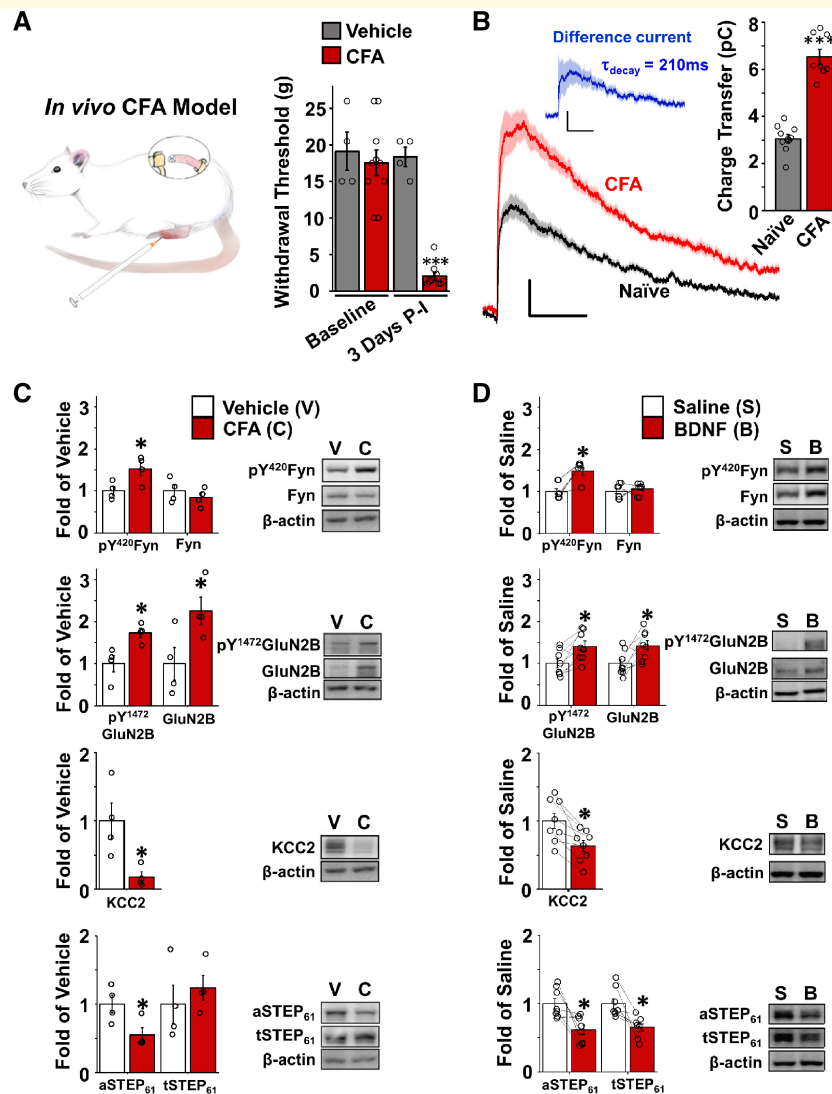 A
Vehicle
CFA
In vivo CFA Model
Withdrawal Threshold (g)
25
20
15
10
5
0
***
Baseline
3 Days P-I
B
Difference current
τdecay = 210ms
CFA
Naïve
Charge Transfer (pC)
8
6
4
2
0
***
Naïve
CFA
C
Vehicle (V)
CFA (C)
Fold of Vehicle
3
2
1
0
*
pY⁴²⁰Fyn
Fyn
V C
pY⁴²⁰Fyn
Fyn
β-actin
Fold of Vehicle
3
2
1
0
*
*
pY¹⁴⁷²
GluN2B
GluN2B
V C
pY¹⁴⁷²GluN2B
GluN2B
β-actin
Fold of Vehicle
2
1
0
*
KCC2
V C
KCC2
β-actin
Fold of Vehicle
2
1
0
*
aSTEP₆₁
tSTEP₆₁
V C
aSTEP₆₁
tSTEP₆₁
β-actin
D
Saline (S)
BDNF (B)
Fold of Saline
3
2
1
0
*
pY⁴²⁰Fyn
Fyn
S B
pY⁴²⁰Fyn
Fyn
β-actin
Fold of Saline
3
2
1
0
*
*
pY¹⁴⁷²
GluN2B
GluN2B
S B
pY¹⁴⁷²GluN2B
GluN2B
β-actin
Fold of Saline
2
1
0
*
KCC2
S B
KCC2
β-actin
Fold of Saline
2
1
0
*
*
aSTEP₆₁
tSTEP₆₁
S B
aSTEP₆₁
tSTEP₆₁
β-actin